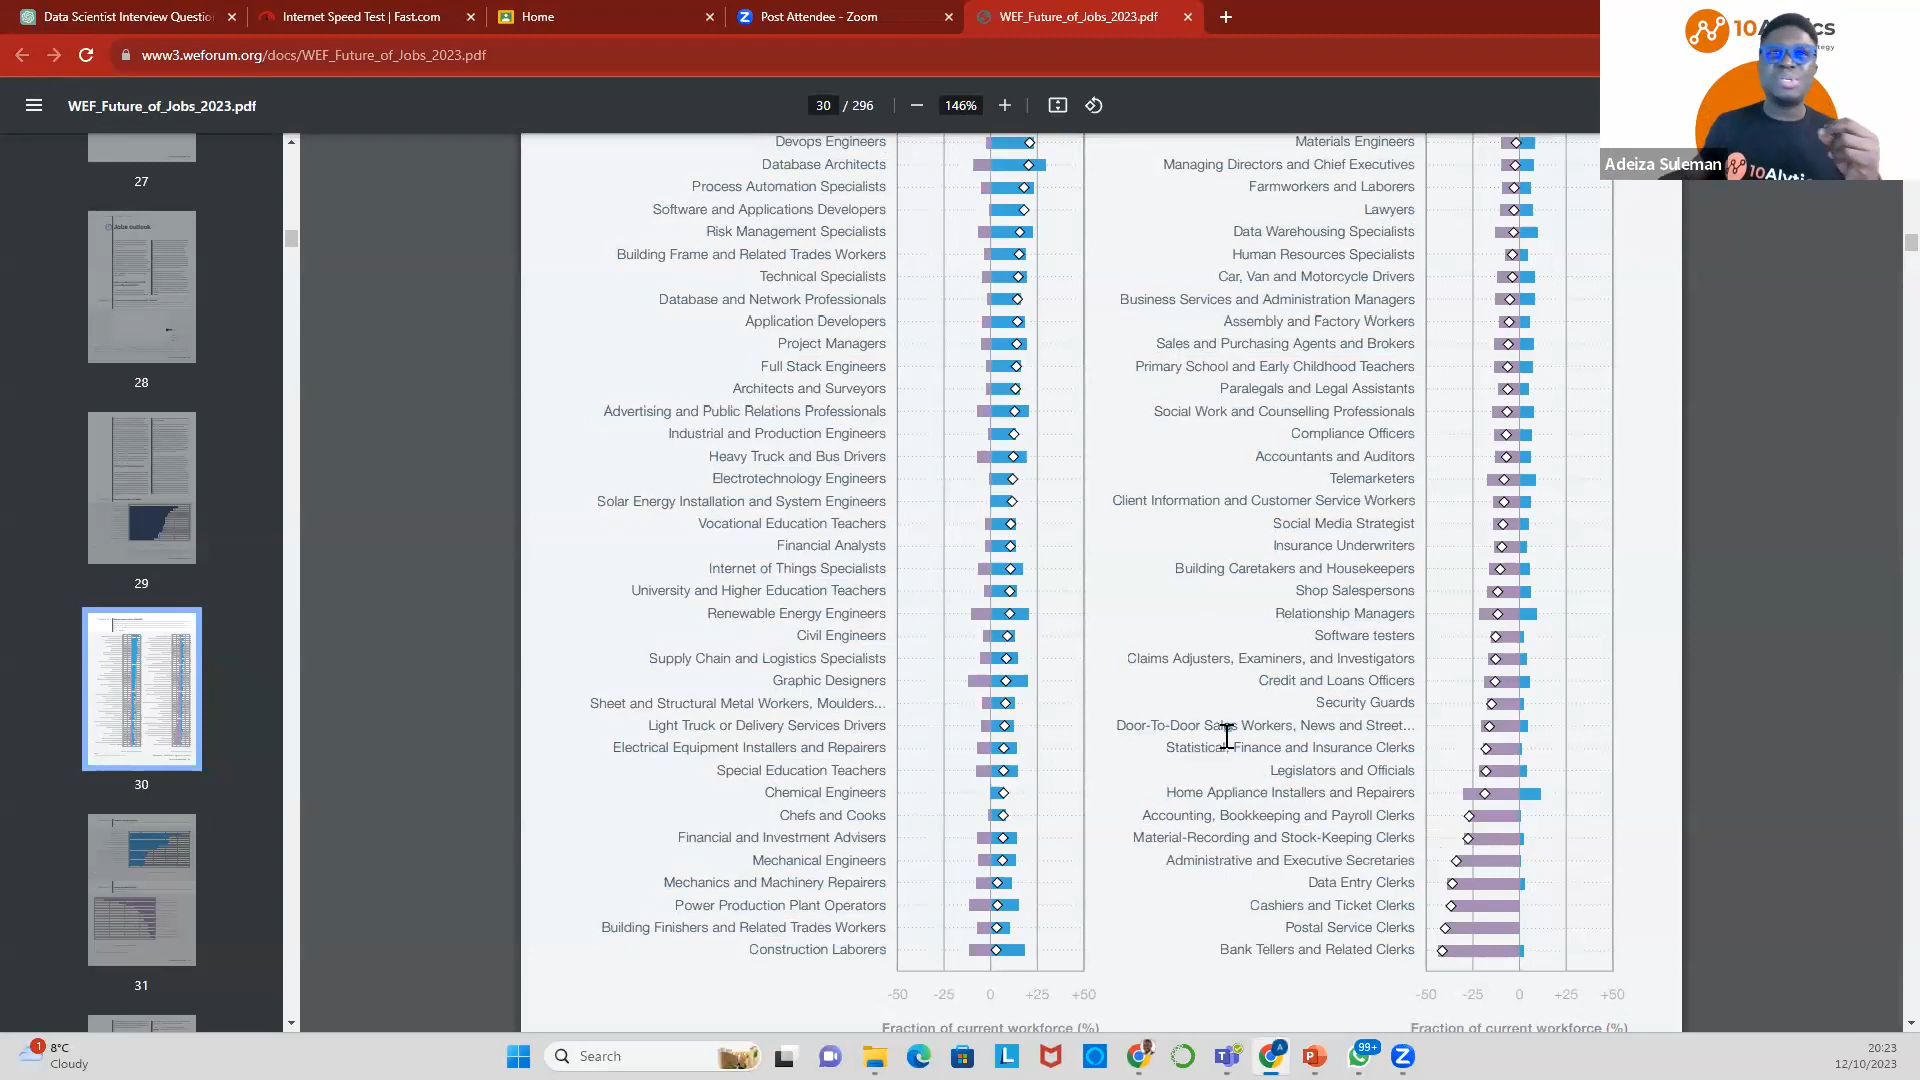 Data Scientist Interview Questio
Internet Speed Test | Fast.com
Home
Post Attendee - Zoom
WEF_Future_of_Jobs_2023.pdf
www3.weforum.org/docs/WEF_Future_of_Jobs_2023.pdf
WEF_Future_of_Jobs_2023.pdf
30 / 296
146%
Adeiza Suleman
27
28
29
30
31
Devops Engineers
Database Architects
Process Automation Specialists
Software and Applications Developers
Risk Management Specialists
Building Frame and Related Trades Workers
Technical Specialists
Database and Network Professionals
Application Developers
Project Managers
Full Stack Engineers
Architects and Surveyors
Advertising and Public Relations Professionals
Industrial and Production Engineers
Heavy Truck and Bus Drivers
Electrotechnology Engineers
Solar Energy Installation and System Engineers
Vocational Education Teachers
Financial Analysts
Internet of Things Specialists
University and Higher Education Teachers
Renewable Energy Engineers
Civil Engineers
Supply Chain and Logistics Specialists
Graphic Designers
Sheet and Structural Metal Workers, Moulders...
Light Truck or Delivery Services Drivers
Electrical Equipment Installers and Repairers
Special Education Teachers
Chemical Engineers
Chefs and Cooks
Financial and Investment Advisers
Mechanical Engineers
Mechanics and Machinery Repairers
Power Production Plant Operators
Building Finishers and Related Trades Workers
Construction Laborers
-50 -25 0 +25 +50
Fraction of current workforce (%)
Materials Engineers
Managing Directors and Chief Executives
Farmworkers and Laborers
Lawyers
Data Warehousing Specialists
Human Resources Specialists
Car, Van and Motorcycle Drivers
Business Services and Administration Managers
Assembly and Factory Workers
Sales and Purchasing Agents and Brokers
Primary School and Early Childhood Teachers
Paralegals and Legal Assistants
Social Work and Counselling Professionals
Compliance Officers
Accountants and Auditors
Telemarketers
Client Information and Customer Service Workers
Social Media Strategist
Insurance Underwriters
Building Caretakers and Housekeepers
Shop Salespersons
Relationship Managers
Software testers
Claims Adjusters, Examiners, and Investigators
Credit and Loans Officers
Security Guards
Door-To-Door Sales Workers, News and Street...
Statistical, Finance and Insurance Clerks
Legislators and Officials
Home Appliance Installers and Repairers
Accounting, Bookkeeping and Payroll Clerks
Material-Recording and Stock-Keeping Clerks
Administrative and Executive Secretaries
Data Entry Clerks
Cashiers and Ticket Clerks
Postal Service Clerks
Bank Tellers and Related Clerks
-50 -25 0 +25 +50
Fraction of current workforce (%)
1
8°C
Cloudy
Search
99+
20:23
12/10/2023